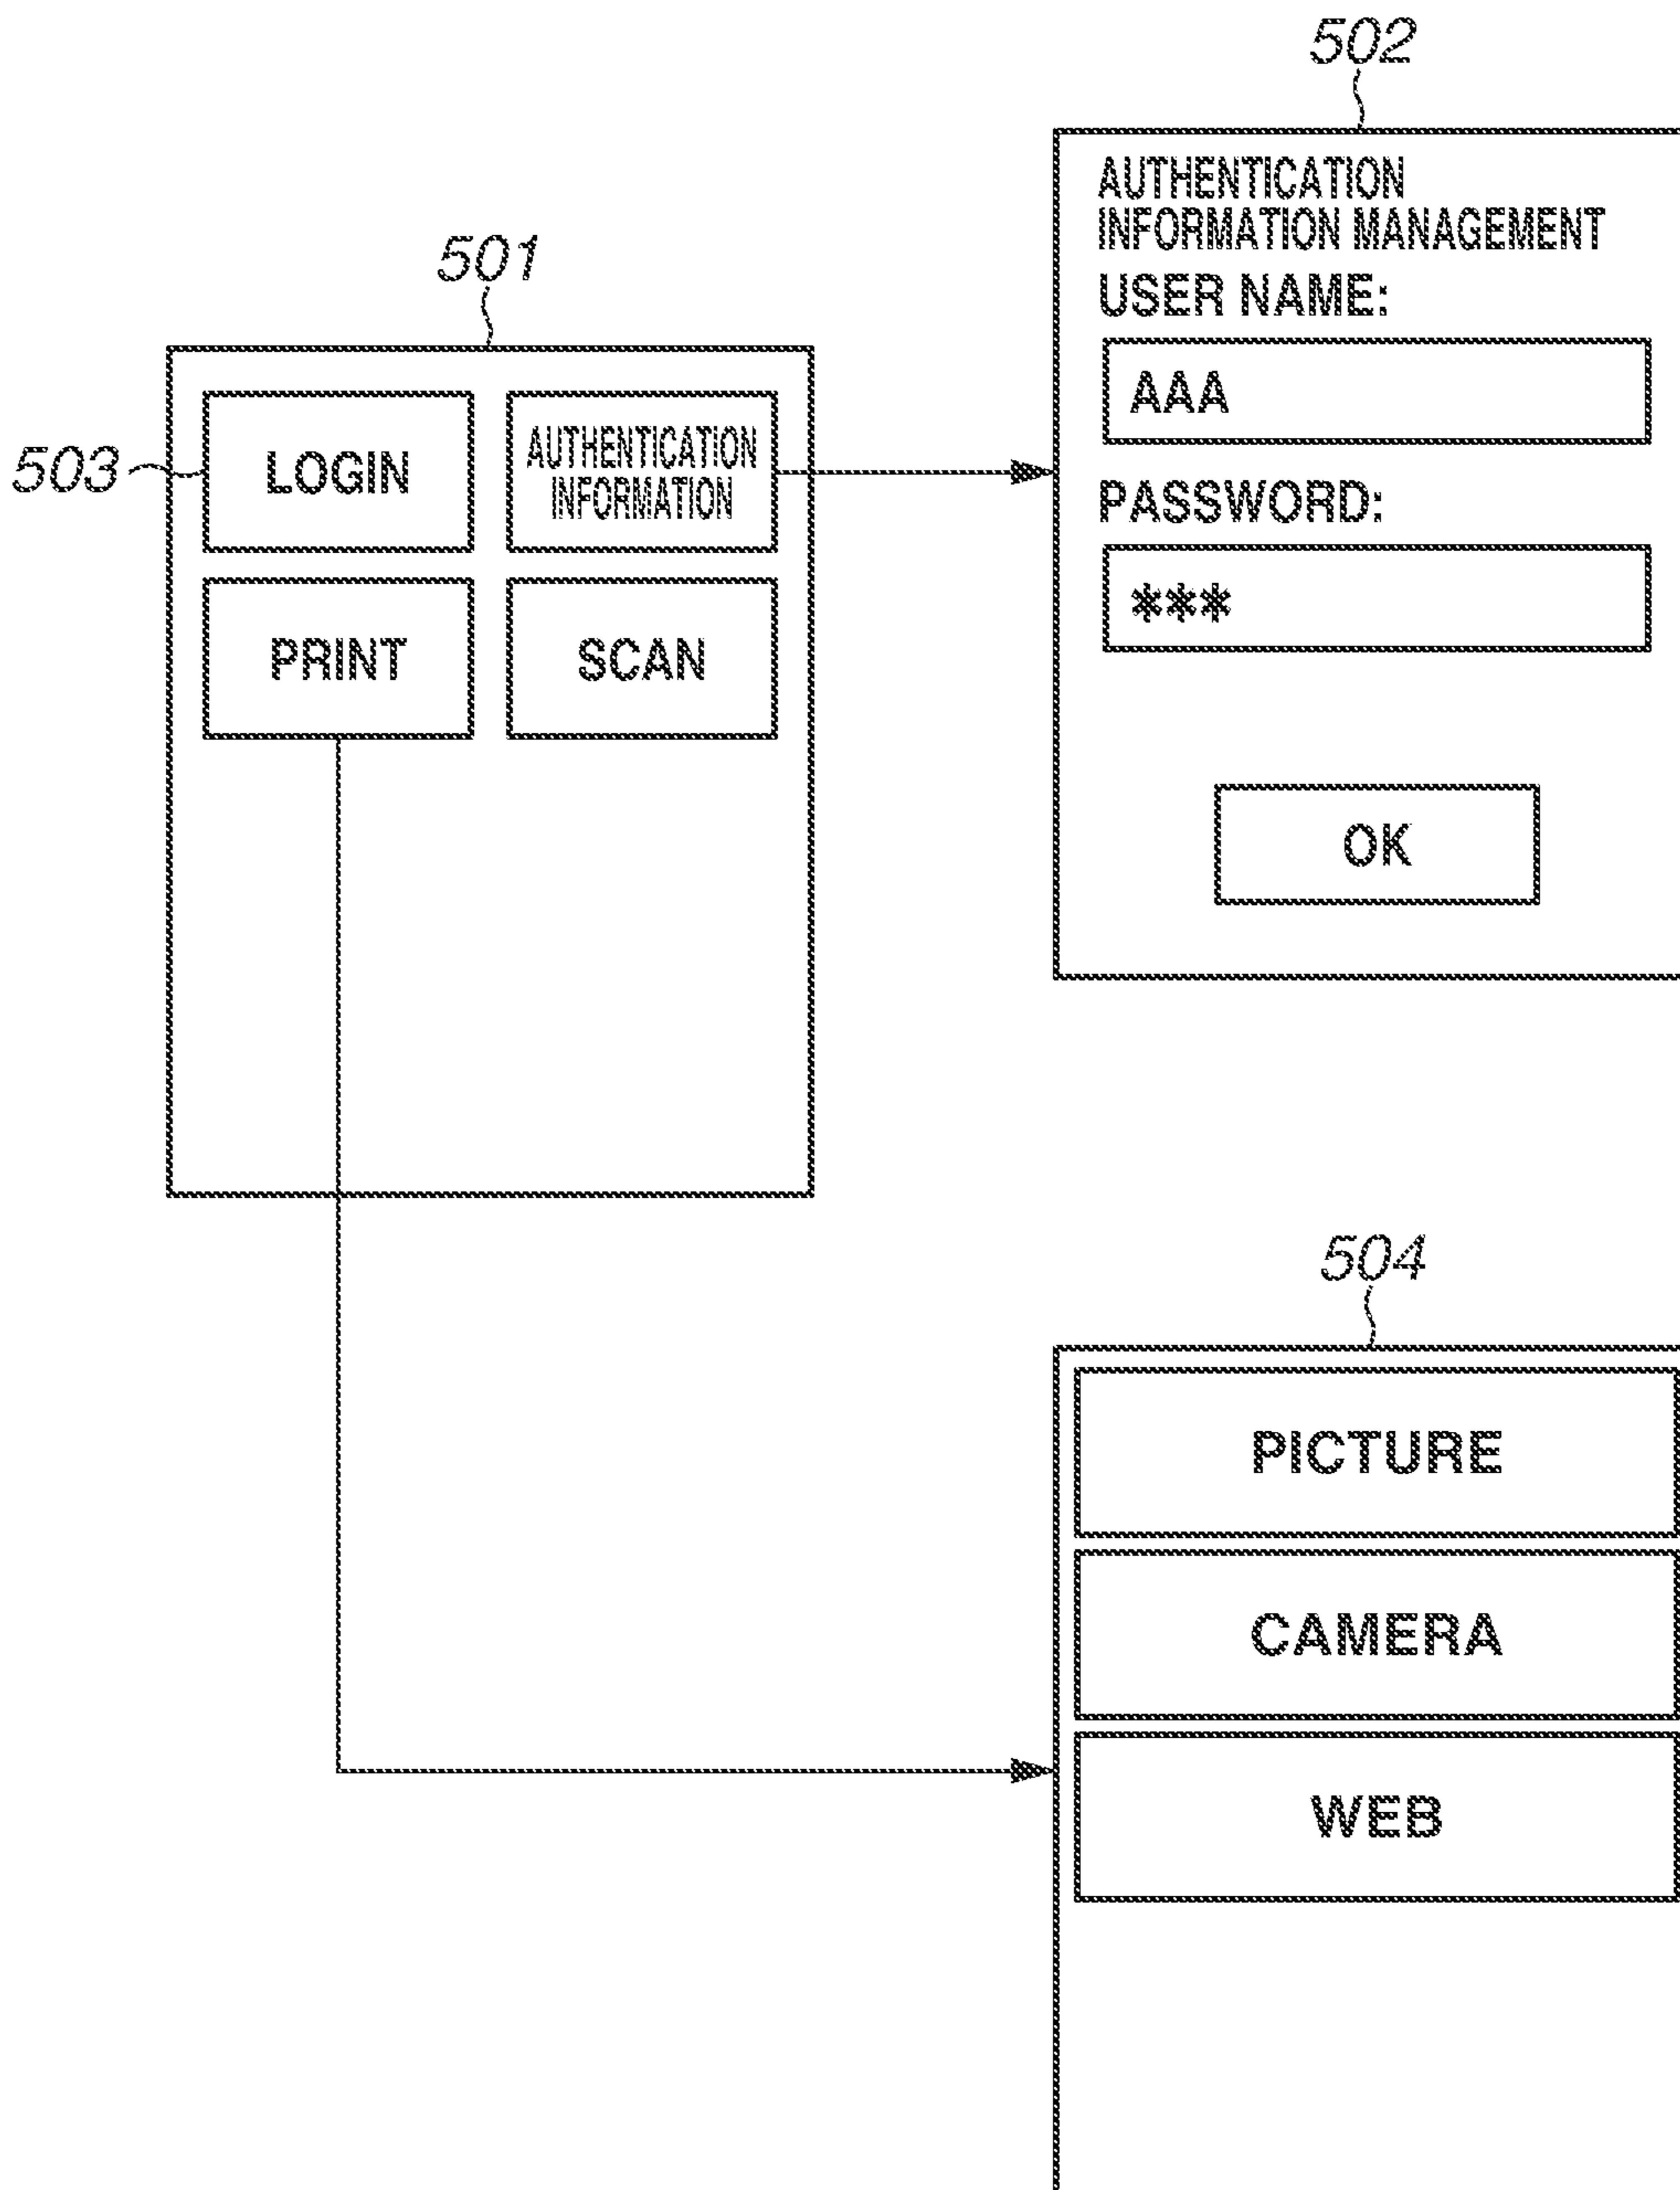 502
AUTHENTICATION
INFORMATION MANAGEMENT
USER NAME:
AAA
PASSWORD:
***
OK
501
503
LOGIN
AUTHENTICATION
INFORMATION
PRINT
SCAN
504
PICTURE
CAMERA
WEB